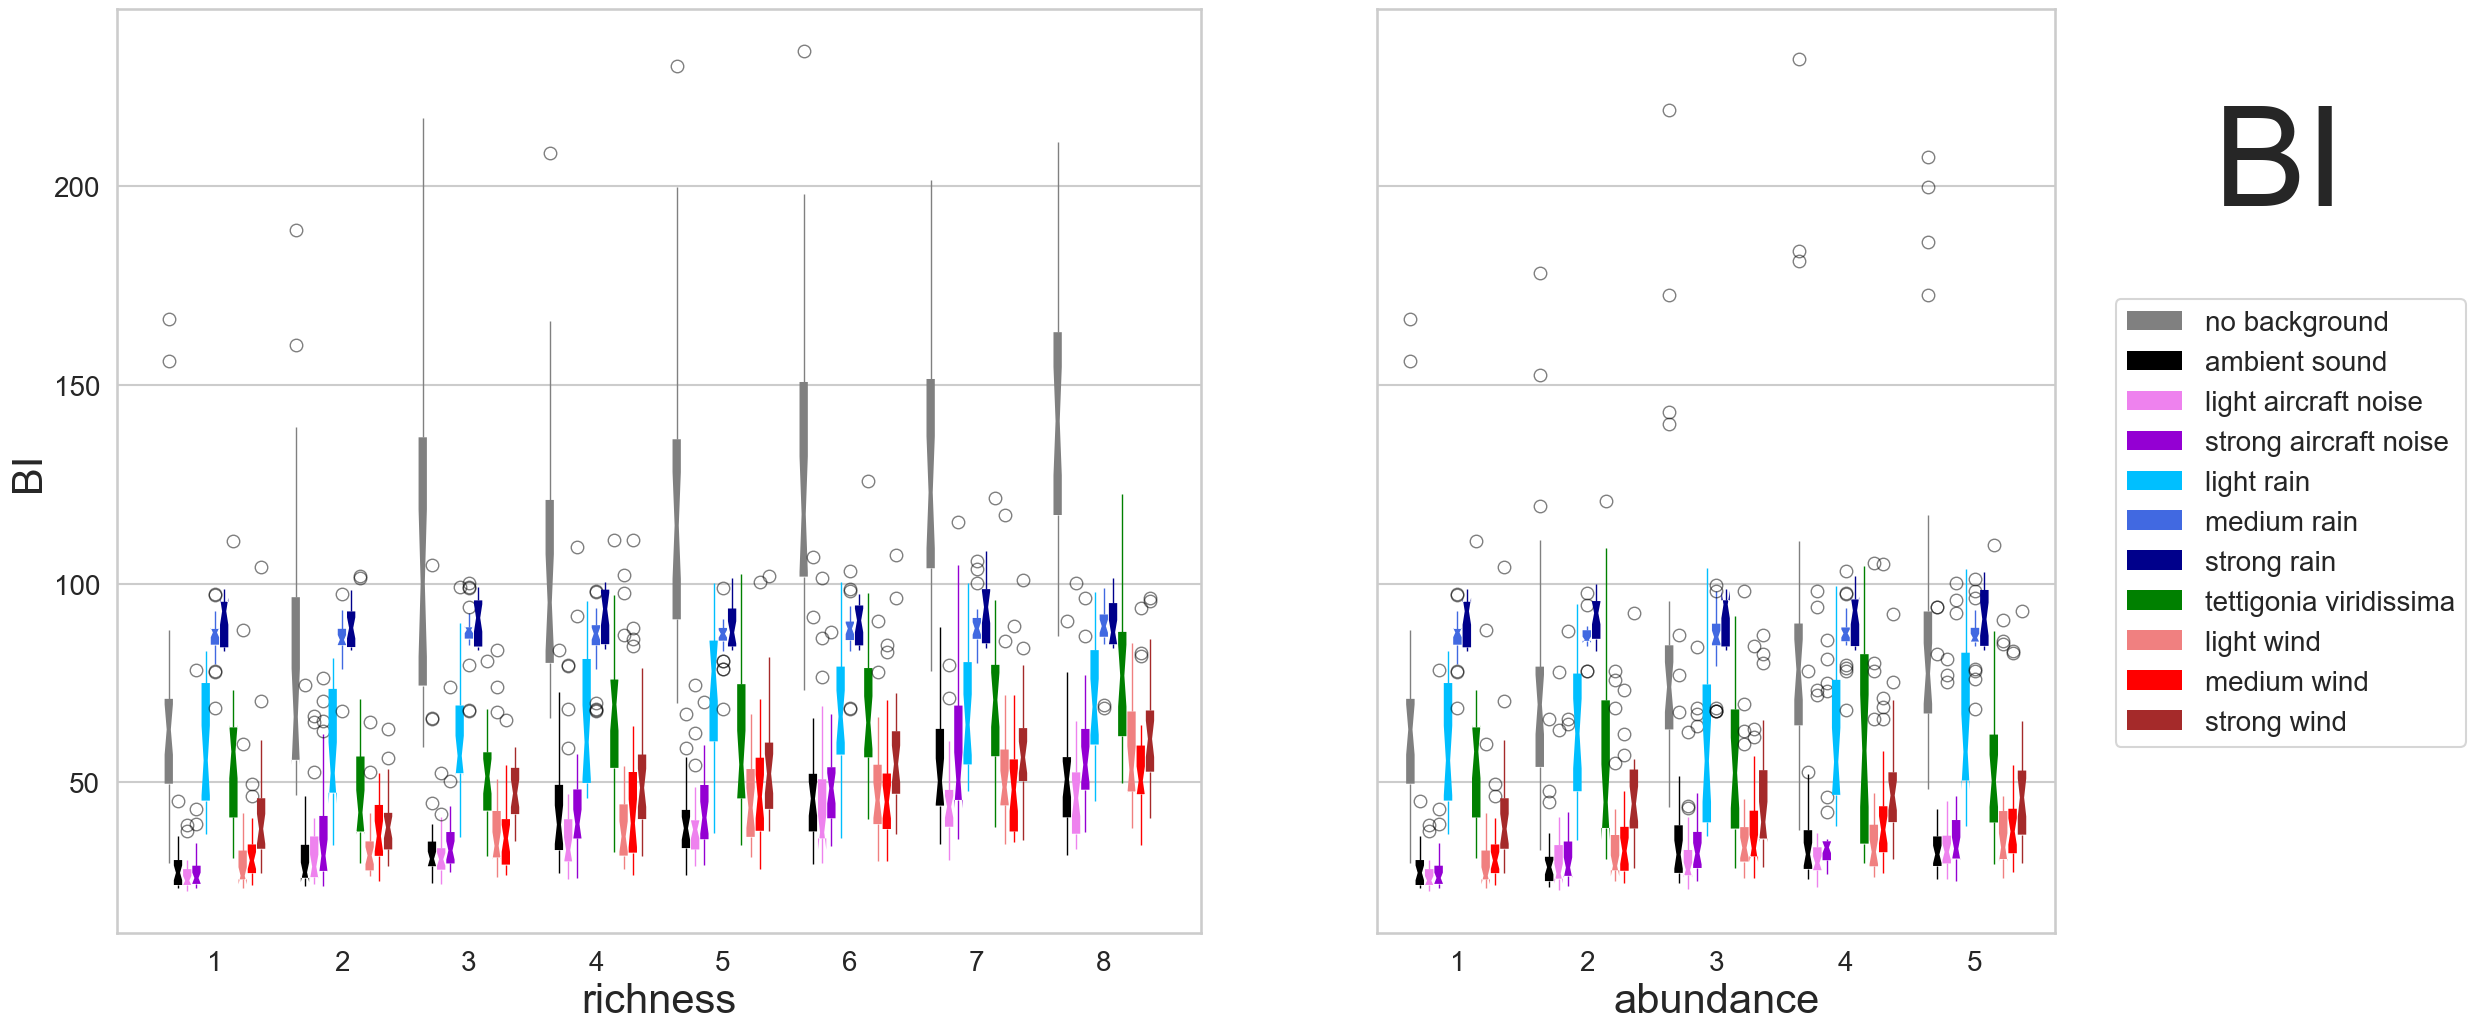 BI
200
150
100
50
BI
1 2 3 4 5 6 7 8
richness
1 2 3 4 5
abundance
no background
ambient sound
light aircraft noise
strong aircraft noise
light rain
medium rain
strong rain
tettigonia viridissima
light wind
medium wind
strong wind